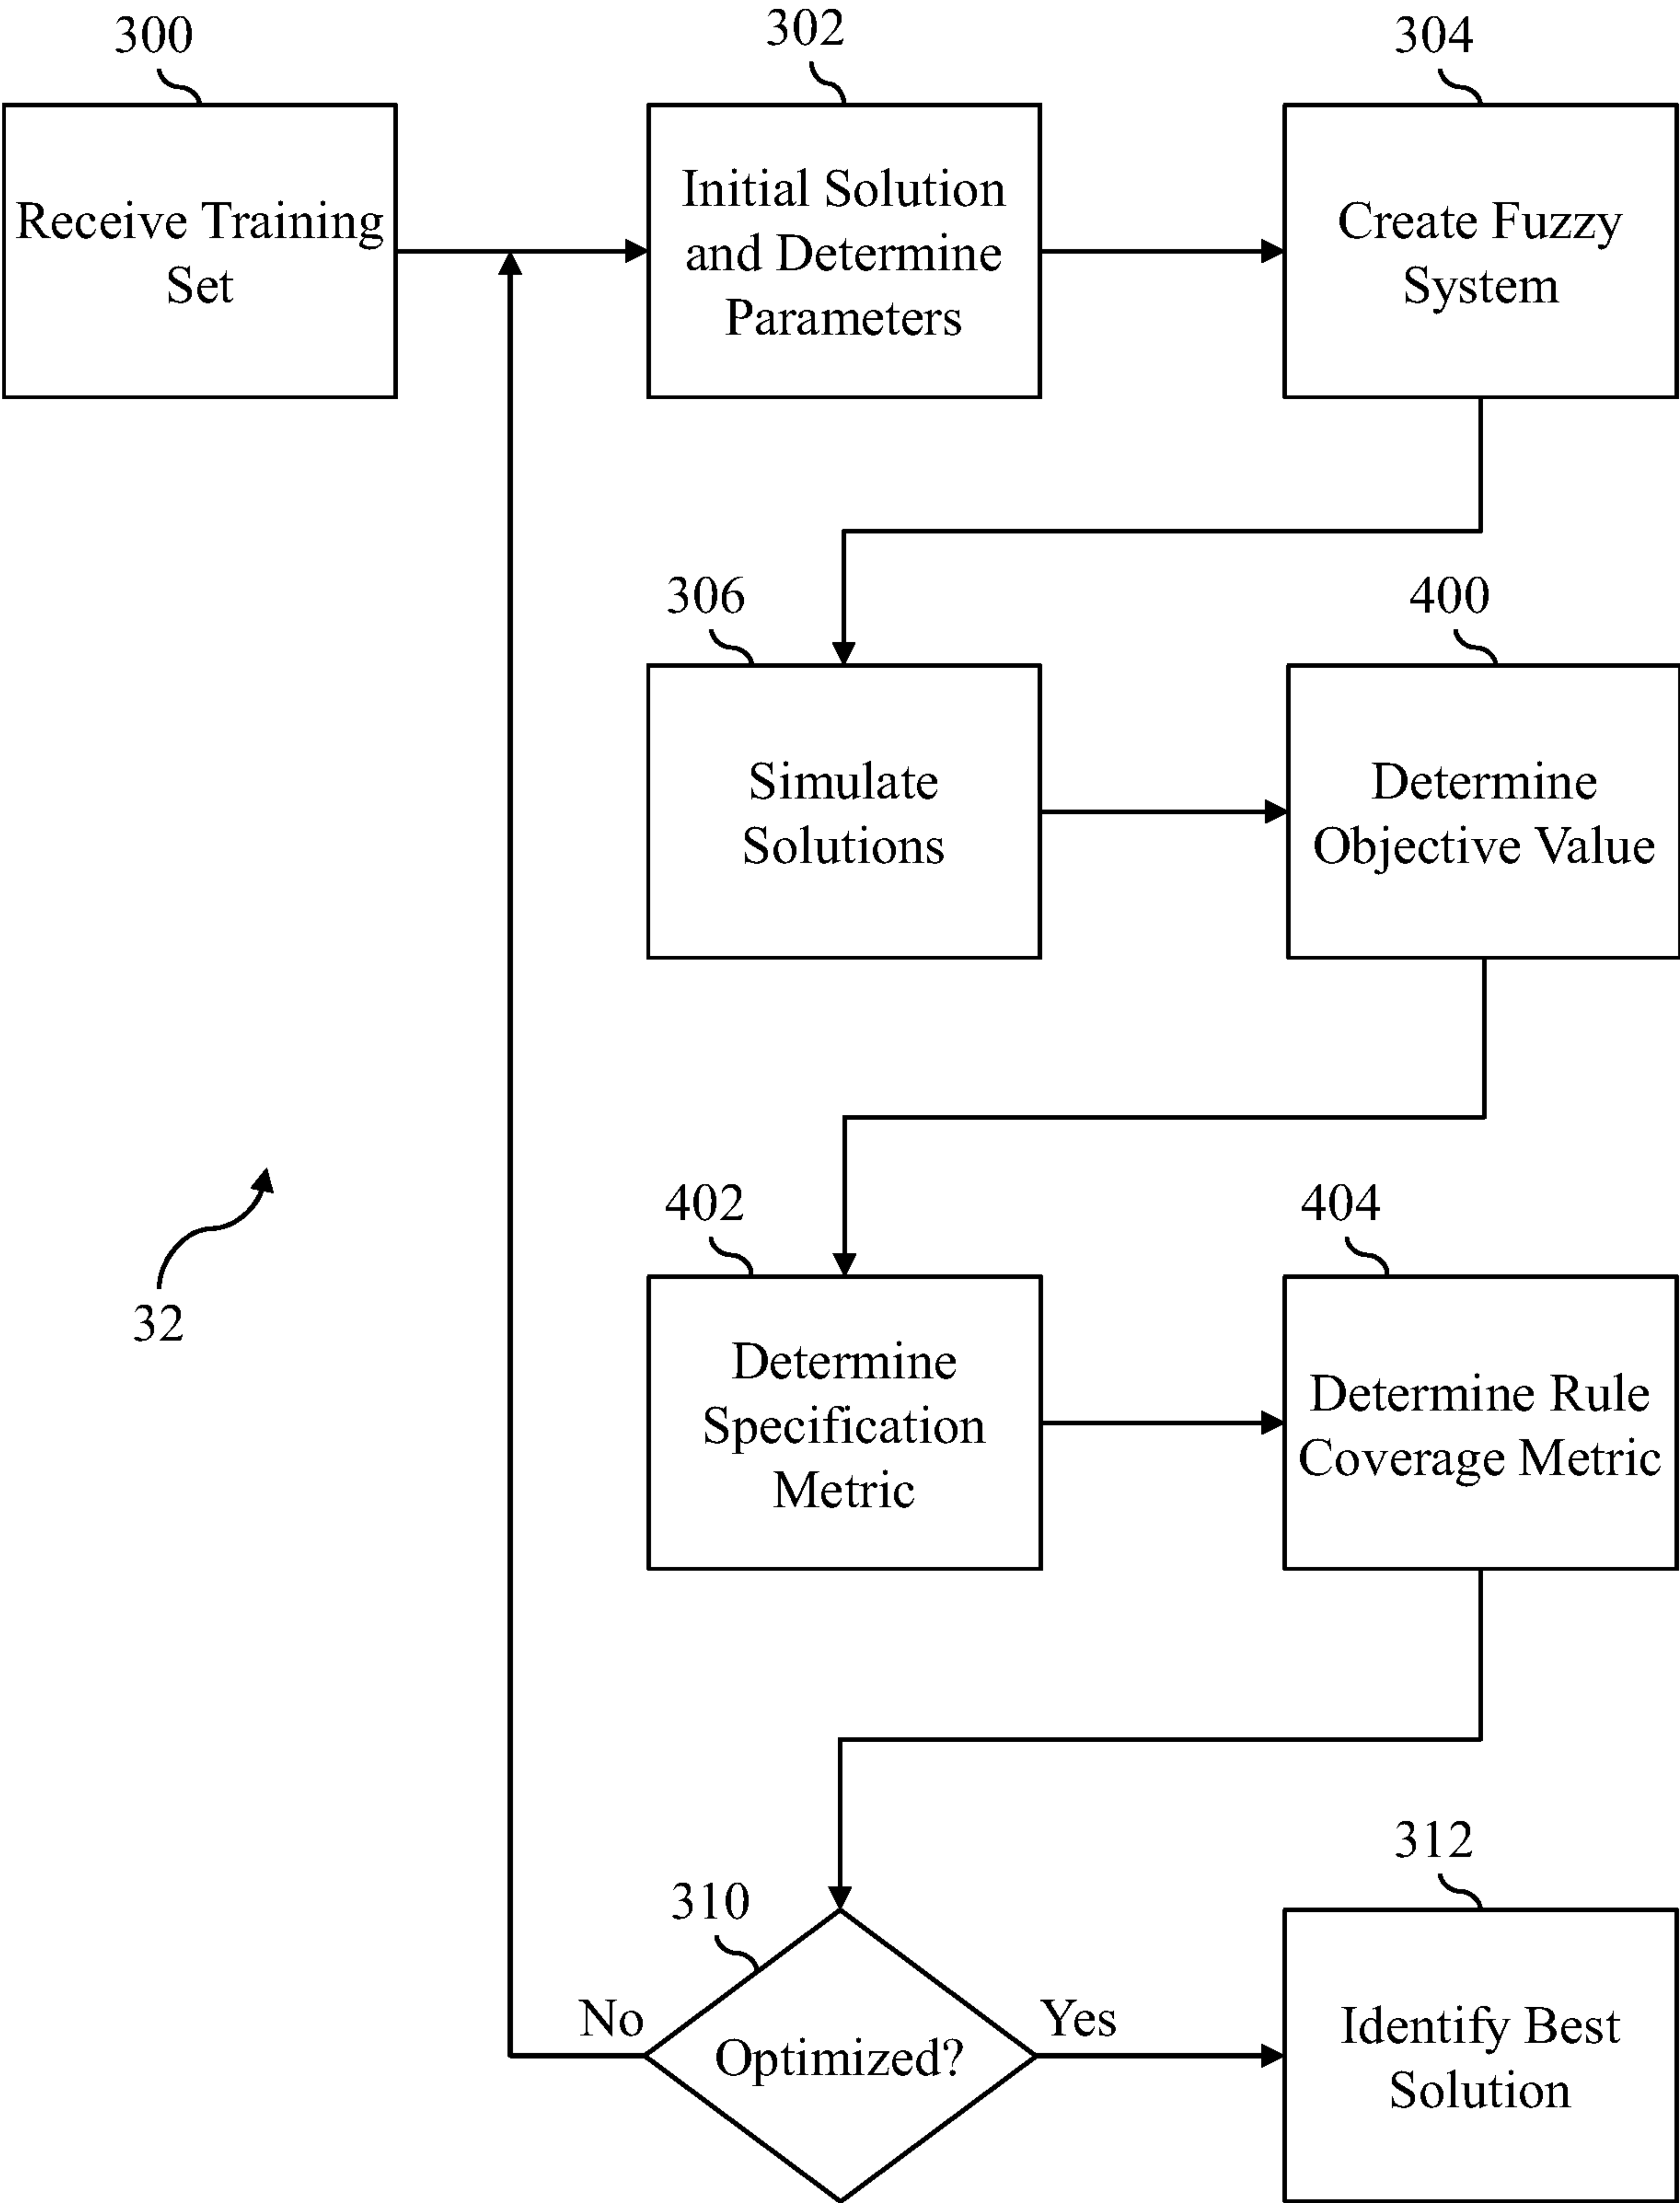 300
Receive Training
Set
302
Initial Solution
and Determine
Parameters
304
Create Fuzzy
System
306
Simulate
Solutions
400
Determine
Objective Value
402
Determine
Specification
Metric
404
Determine Rule
Coverage Metric
32
310
No
Optimized?
Yes
312
Identify Best
Solution